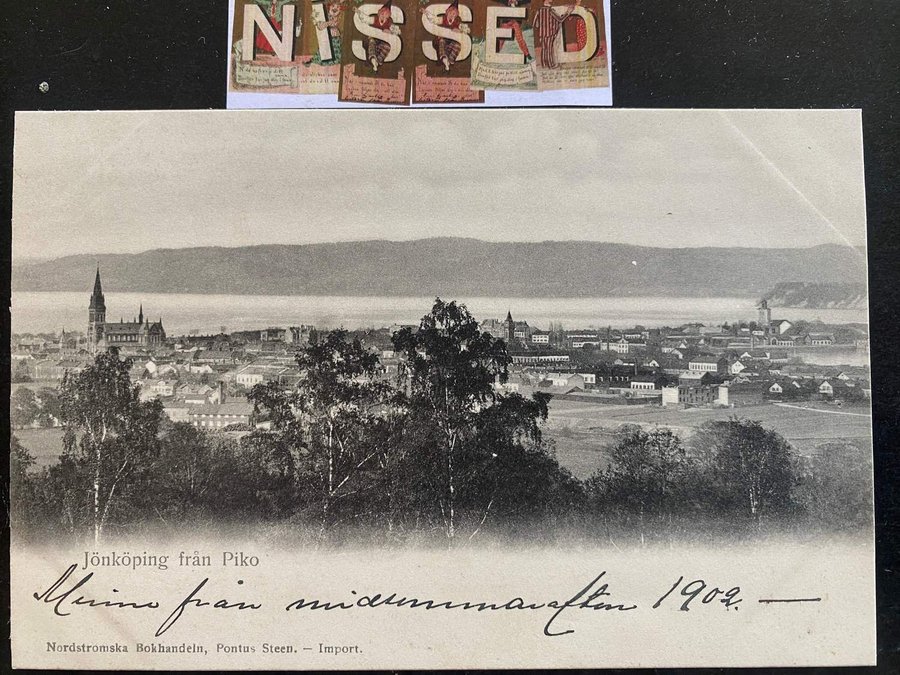 NISSED
Jönköping från Piko
Minne från midsommarafton 1902. —
Nordstromska Bokhandeln, Pontus Steen. — Import.